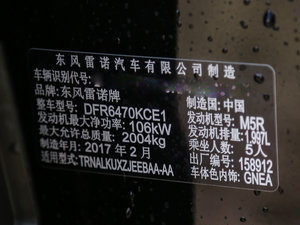 东风雷诺汽车有限公司制造
车辆识别代号:
品牌:东风雷诺牌
整车型号: DFR6470KCE1 制造国:中国
发动机最大净功率: 106kW 发动机型号: M5R
最大允许总质量: 2004kg 发动机排量: 1.997L
制造年月: 2017 年 2 月 乘坐人数: 5人
适用型号:TRNALKUXZJEEBAA-AA 出厂编号: 158912
车体色内饰: GNEA